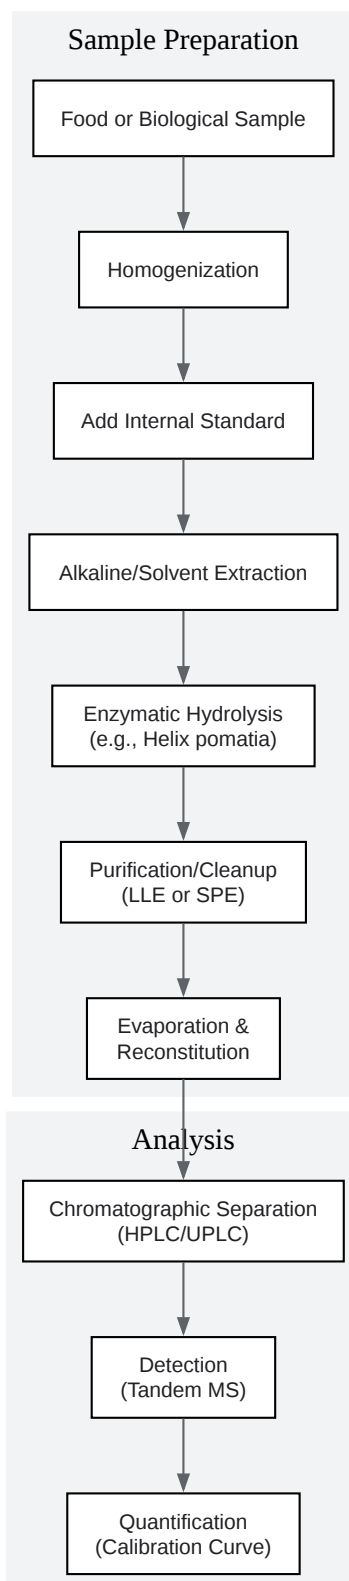 Sample Preparation
Food or Biological Sample
Homogenization
Add Internal Standard
Alkaline/Solvent Extraction
Enzymatic Hydrolysis
(e.g., Helix pomatia)
Purification/Cleanup
(LLE or SPE)
Evaporation &
Reconstitution
Analysis
Chromatographic Separation
(HPLC/UPLC)
Detection
(Tandem MS)
Quantification
(Calibration Curve)